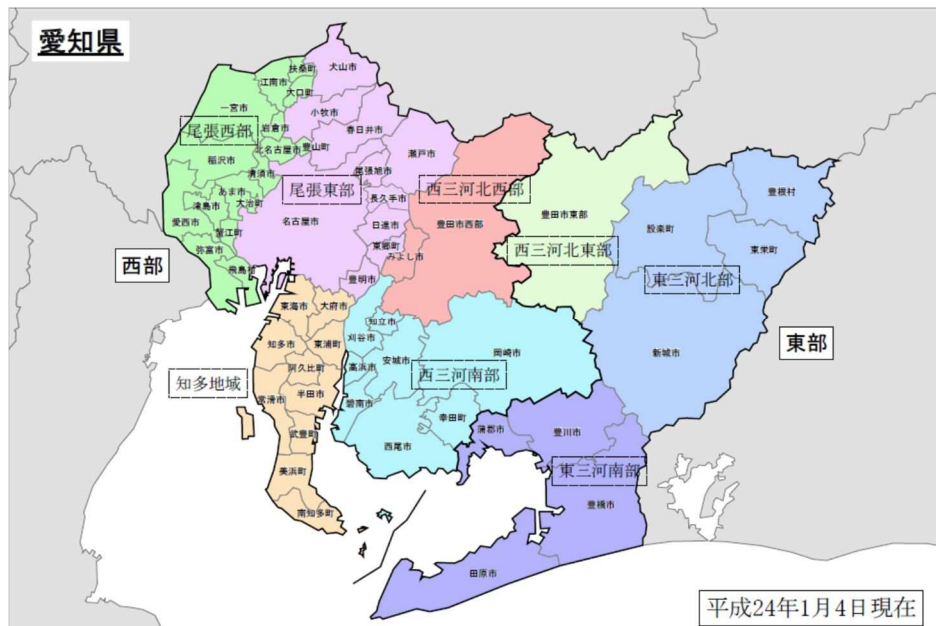 愛知県
扶桑町
犬山市
江南市
大口町
一宮市
小牧市
岩倉市
尾張西部
春日井市
北名古屋市
豊山町
瀬戸市
稲沢市
清須市
尾張旭市
尾張東部
西三河北西部
あま市
長久手市
津島市
大治町
豊田市東部
設楽町
豊根村
愛西市
名古屋市
日進市
豊田市西部
蟹江町
東郷町
みよし市
西三河北東部
東栄町
弥富市
西部
飛島村
豊明市
東三河北部
東海市
大府市
知立市
刈谷市
知多市
東浦町
安城市
岡崎市
新城市
東部
高浜市
阿久比町
西三河南部
知多地域
半田市
常滑市
碧南市
幸田町
蒲郡市
豊川市
武豊町
西尾市
美浜町
東三河南部
豊橋市
南知多町
田原市
平成24年1月4日現在